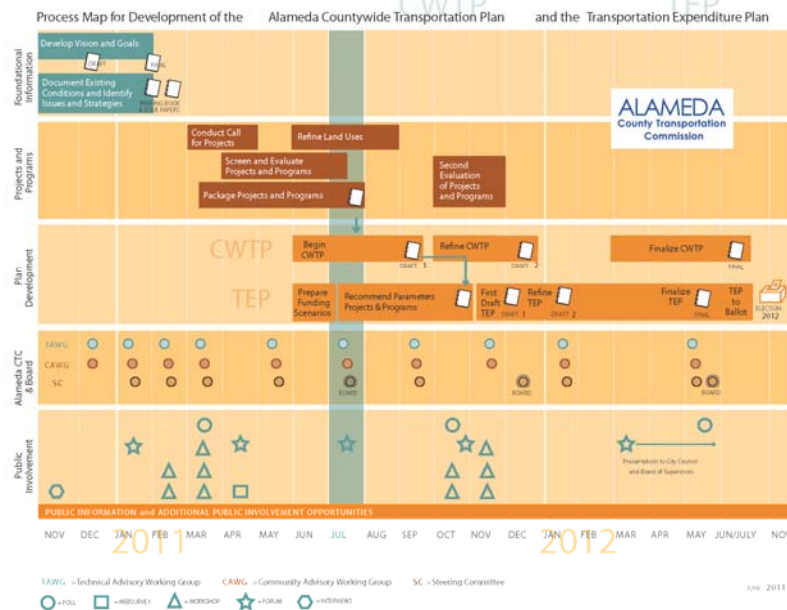 CWTP
TEP
Process Map for Development of the Alameda Countywide Transportation Plan and the Transportation Expenditure Plan
Foundational
Information
Develop Vision and Goals
DRAFT
FINAL
Document Existing
Conditions and Identify
Issues and Strategies
BRIEFING BOOK
ALAMEDA
County Transportation
Commission
Projects and
Programs
Conduct Call
for Projects
Refine Land Uses
Screen and Evaluate
Projects and Programs
Package Projects and Programs
Second
Evaluation
of Projects
and Programs
Plan
Development
CWTP
Begin
CWTP
DRAFT 1
Refine CWTP
DRAFT 2
Finalize CWTP
FINAL
TEP
Prepare
Funding
Scenarios
Recommend Parameters
Projects & Programs
First
Draft
TEP
DRAFT 1
Refine
TEP
DRAFT 2
Finalize
TEP
FINAL
TEP
to
Ballot
ELECTION
2012
Alameda CTC
& Board
TAWG
CAWG
SC
BOARD
BOARD
BOARD
Public
Involvement
Presentations to City Council
and Board of Supervisors
PUBLIC INFORMATION and ADDITIONAL PUBLIC INVOLVEMENT OPPORTUNITIES
NOV DEC JAN FEB MAR APR MAY JUN JUL AUG SEP OCT NOV DEC JAN FEB MAR APR MAY JUN/JULY NOV
2011 2012
TAWG = Technical Advisory Working Group CAWG = Community Advisory Working Group SC = Steering Committee
JUNE 2011
= POLL = WEBSURVEY = WORKSHOP = FORUM = INTERVIEWS